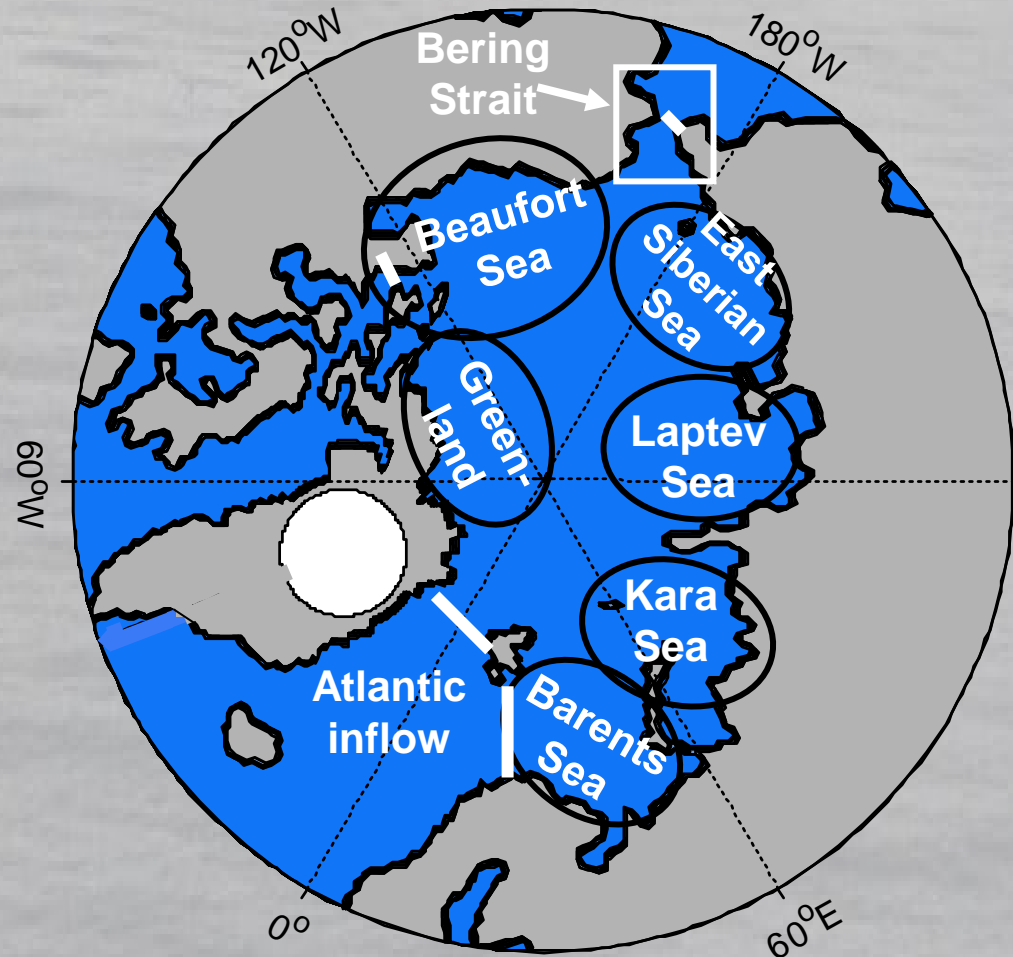 120°W
Bering
Strait
180°W
Beaufort
Sea
East
Siberian
Sea
Green-
land
Laptev
Sea
60°W
Kara
Sea
Atlantic
inflow
Barents
Sea
0°
60°E